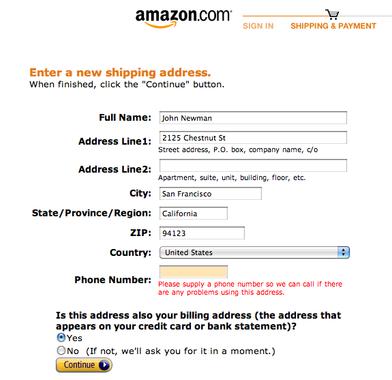 amazon.com
SIGN IN SHIPPING & PAYMENT
Enter a new shipping address.
When finished, click the "Continue" button.
Full Name: John Newman
Address Line1: 2125 Chestnut St
Street address, P.O. box, company name, c/o
Address Line2:
Apartment, suite, unit, building, floor, etc.
City: San Francisco
State/Province/Region: California
ZIP: 94123
Country: United States
Phone Number:
Please supply a phone number so we can call if
there are any problems using this address.
Is this address also your billing address (the address that
appears on your credit card or bank statement)?
Yes
No (If not, we'll ask you for it in a moment.)
Continue